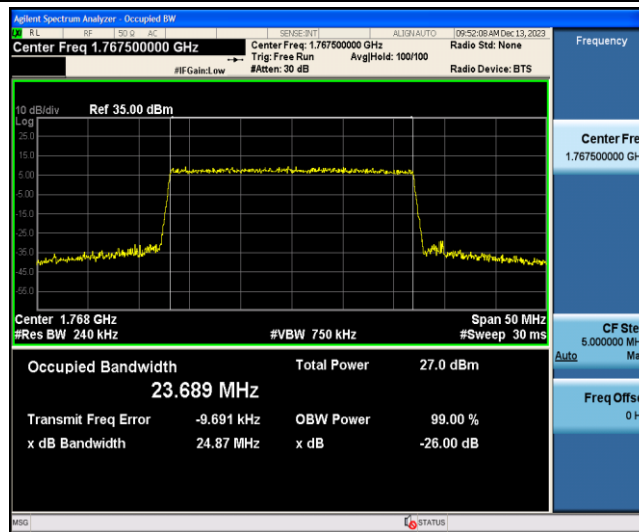 Agilent Spectrum Analyzer - Occupied BW
RL RF 50 Ω AC SENSE:INT ALIGN AUTO 09:52:08 AM Dec 13, 2023
Center Freq 1.767500000 GHz
Center Freq: 1.767500000 GHz
Radio Std: None
Trig: Free Run Avg|Hold: 100/100
#IFGain:Low
#Atten: 30 dB
Radio Device: BTS
10 dB/div Ref 35.00 dBm
Log
25.0
15.0
5.00
-5.00
-15.0
-25.0
-35.0
-45.0
-55.0
Center 1.768 GHz Span 50 MHz
#Res BW 240 kHz #VBW 750 kHz #Sweep 30 ms
Occupied Bandwidth
23.689 MHz
Total Power 27.0 dBm
Transmit Freq Error -9.691 kHz OBW Power 99.00 %
x dB Bandwidth 24.87 MHz x dB -26.00 dB
MSG STATUS
Frequency
Center Fre
1.767500000 GH
CF Ste
5.000000 MH
Auto Ma
Freq Offse
0 H